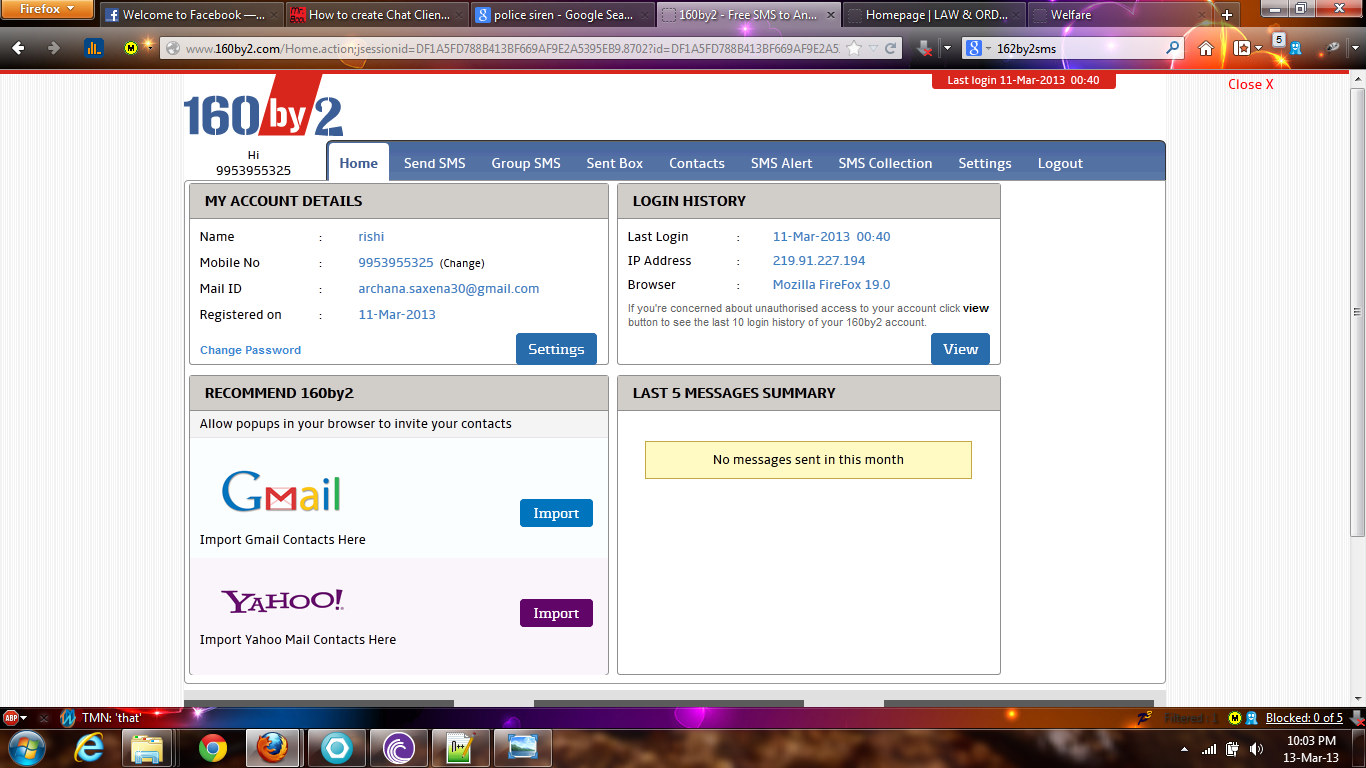 Firefox
Welcome to Facebook —...
How to create Chat Clien...
police siren - Google Sea...
160by2 - Free SMS to An...
Homepage | LAW & ORD...
Welfare
www.160by2.com/Home.action;jsessionid=DF1A5FD788B413BF669AF9E2A5395EB9.8702?id=DF1A5FD788B413BF669AF9E2A5
162by2sms
5
Last login 11-Mar-2013 00:40
Close X
160by2
Hi
9953955325
Home Send SMS Group SMS Sent Box Contacts SMS Alert SMS Collection Settings Logout
MY ACCOUNT DETAILS
Name : rishi
Mobile No : 9953955325 (Change)
Mail ID : archana.saxena30@gmail.com
Registered on : 11-Mar-2013
Change Password
Settings
LOGIN HISTORY
Last Login : 11-Mar-2013 00:40
IP Address : 219.91.227.194
Browser : Mozilla FireFox 19.0
If you're concerned about unauthorised access to your account click view
button to see the last 10 login history of your 160by2 account.
View
RECOMMEND 160by2
Allow popups in your browser to invite your contacts
Gmail
Import
Import Gmail Contacts Here
YAHOO!
Import
Import Yahoo Mail Contacts Here
LAST 5 MESSAGES SUMMARY
No messages sent in this month
ABP
TMN: 'that'
Filtered : 1
Blocked: 0 of 5
10:03 PM
13-Mar-13